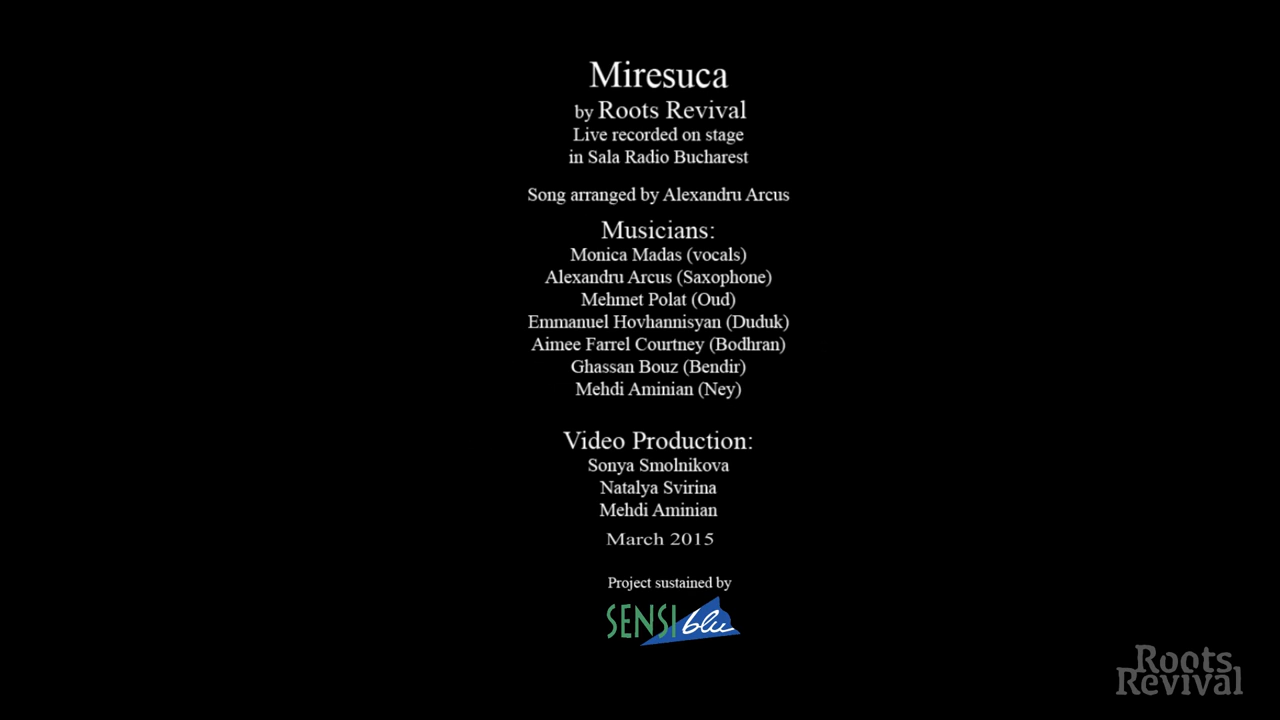 Miresuca
by Roots Revival
Live recorded on stage
in Sala Radio Bucharest
Song arranged by Alexandru Arcus
Musicians:
Monica Madas (vocals)
Alexandru Arcus (Saxophone)
Mehmet Polat (Oud)
Emmanuel Hovhannisyan (Duduk)
Aimee Farrel Courtney (Bodhran)
Ghassan Bouz (Bendir)
Mehdi Aminian (Ney)
Video Production:
Sonya Smolnikova
Natalya Svirina
Mehdi Aminian
March 2015
Project sustained by
SENSI blu
Roots
Revival